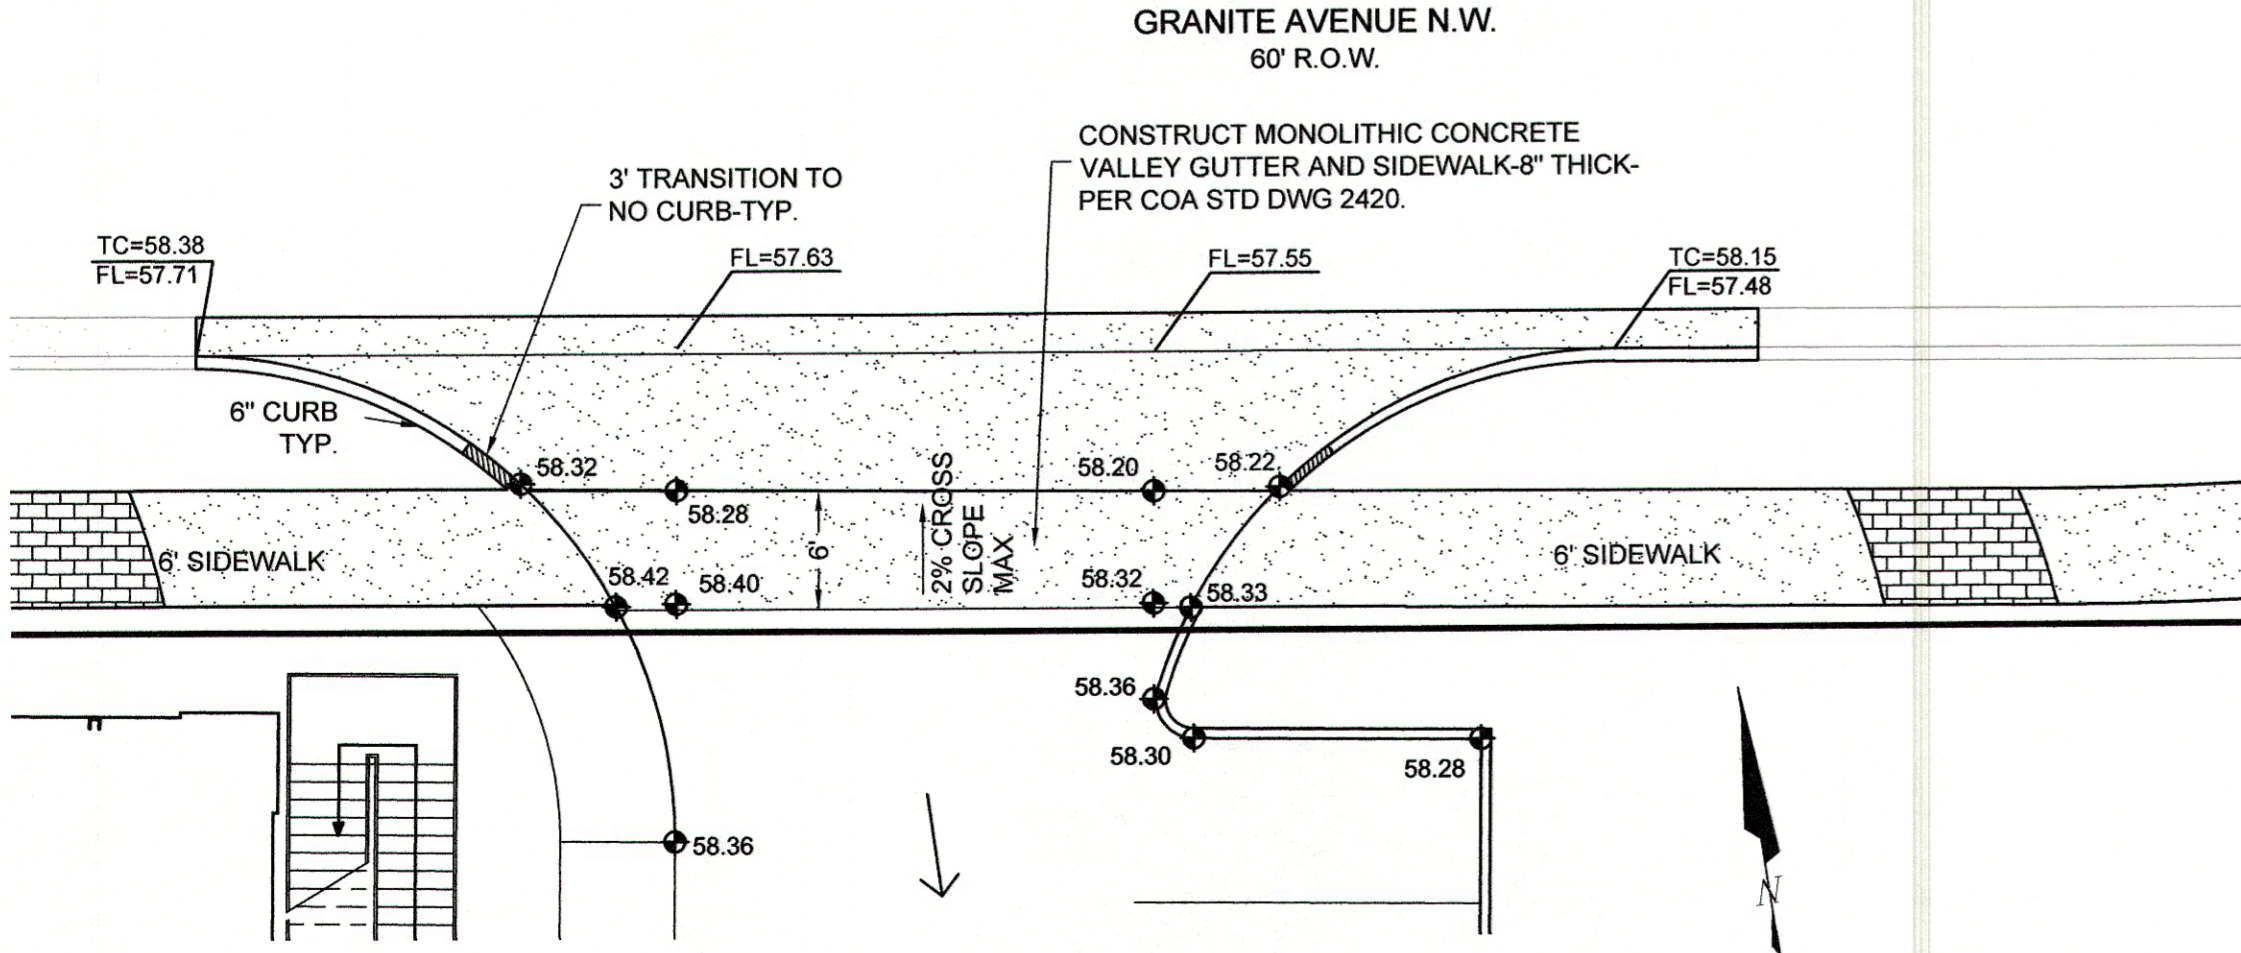 GRANITE AVENUE N.W.
60' R.O.W.
CONSTRUCT MONOLITHIC CONCRETE
VALLEY GUTTER AND SIDEWALK-8" THICK-
PER COA STD DWG 2420.
3' TRANSITION TO
NO CURB-TYP.
TC=58.38
FL=57.71
FL=57.63
FL=57.55
TC=58.15
FL=57.48
6" CURB
TYP.
58.32
58.28
58.20
58.22
2% CROSS
SLOPE
MAX
6'
6' SIDEWALK
6' SIDEWALK
58.42
58.40
58.32
58.33
58.36
58.30
58.28
58.36
N